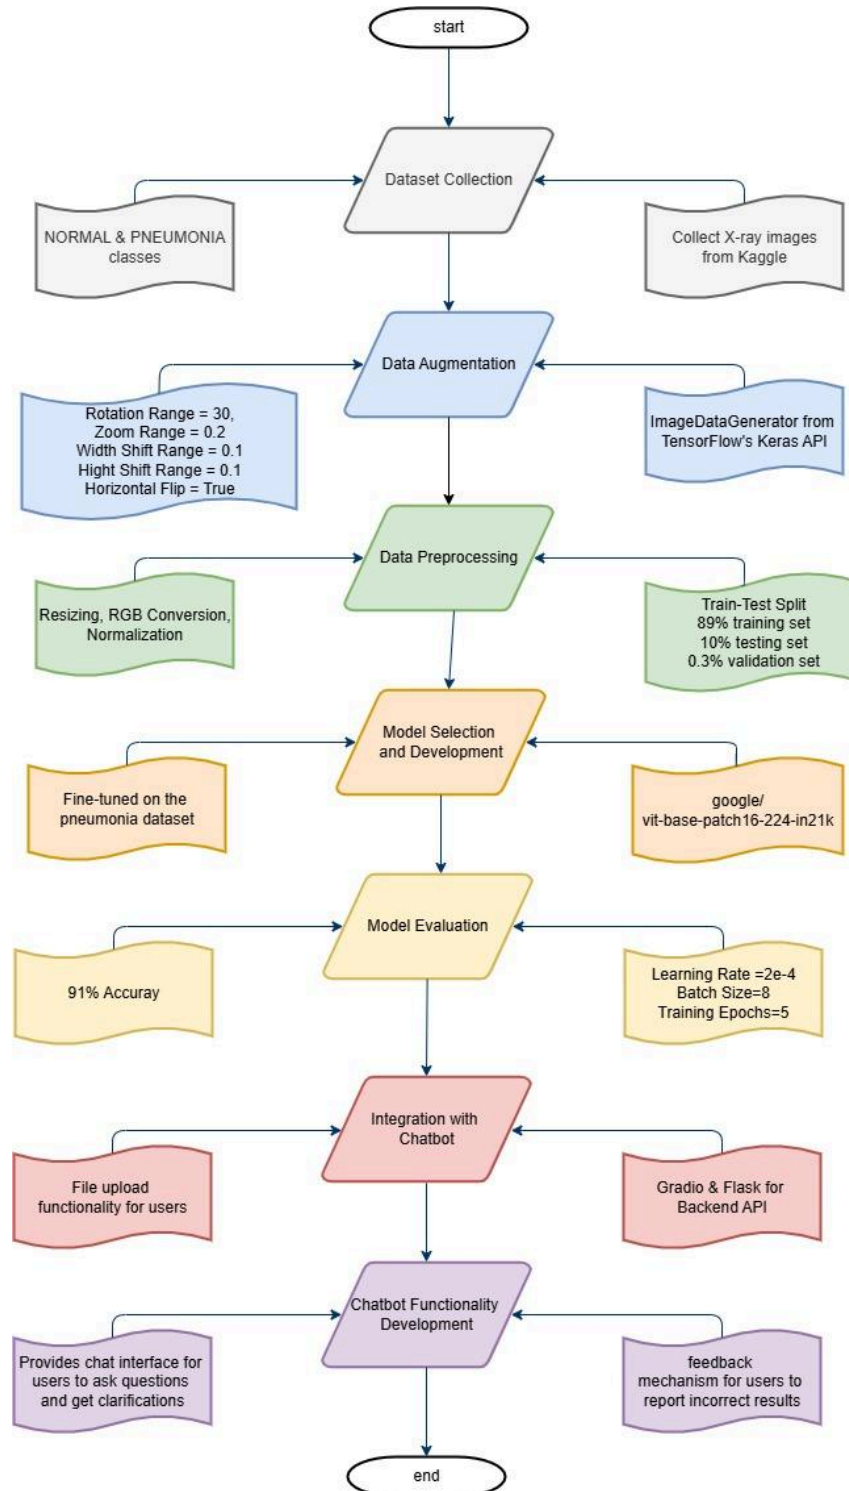 start
Dataset Collection
NORMAL & PNEUMONIA
classes
Collect X-ray images
from Kaggle
Data Augmentation
Rotation Range = 30,
Zoom Range = 0.2
Width Shift Range = 0.1
Hight Shift Range = 0.1
Horizontal Flip = True
ImageDataGenerator from
TensorFlow's Keras API
Data Preprocessing
Resizing, RGB Conversion,
Normalization
Train-Test Split
89% training set
10% testing set
0.3% validation set
Model Selection
and Development
Fine-tuned on the
pneumonia dataset
google/
vit-base-patch16-224-in21k
Model Evaluation
91% Accuray
Learning Rate =2e-4
Batch Size=8
Training Epochs=5
Integration with
Chatbot
File upload
functionality for users
Gradio & Flask for
Backend API
Chatbot Functionality
Development
Provides chat interface for
users to ask questions
and get clarifications
feedback
mechanism for users to
report incorrect results
end